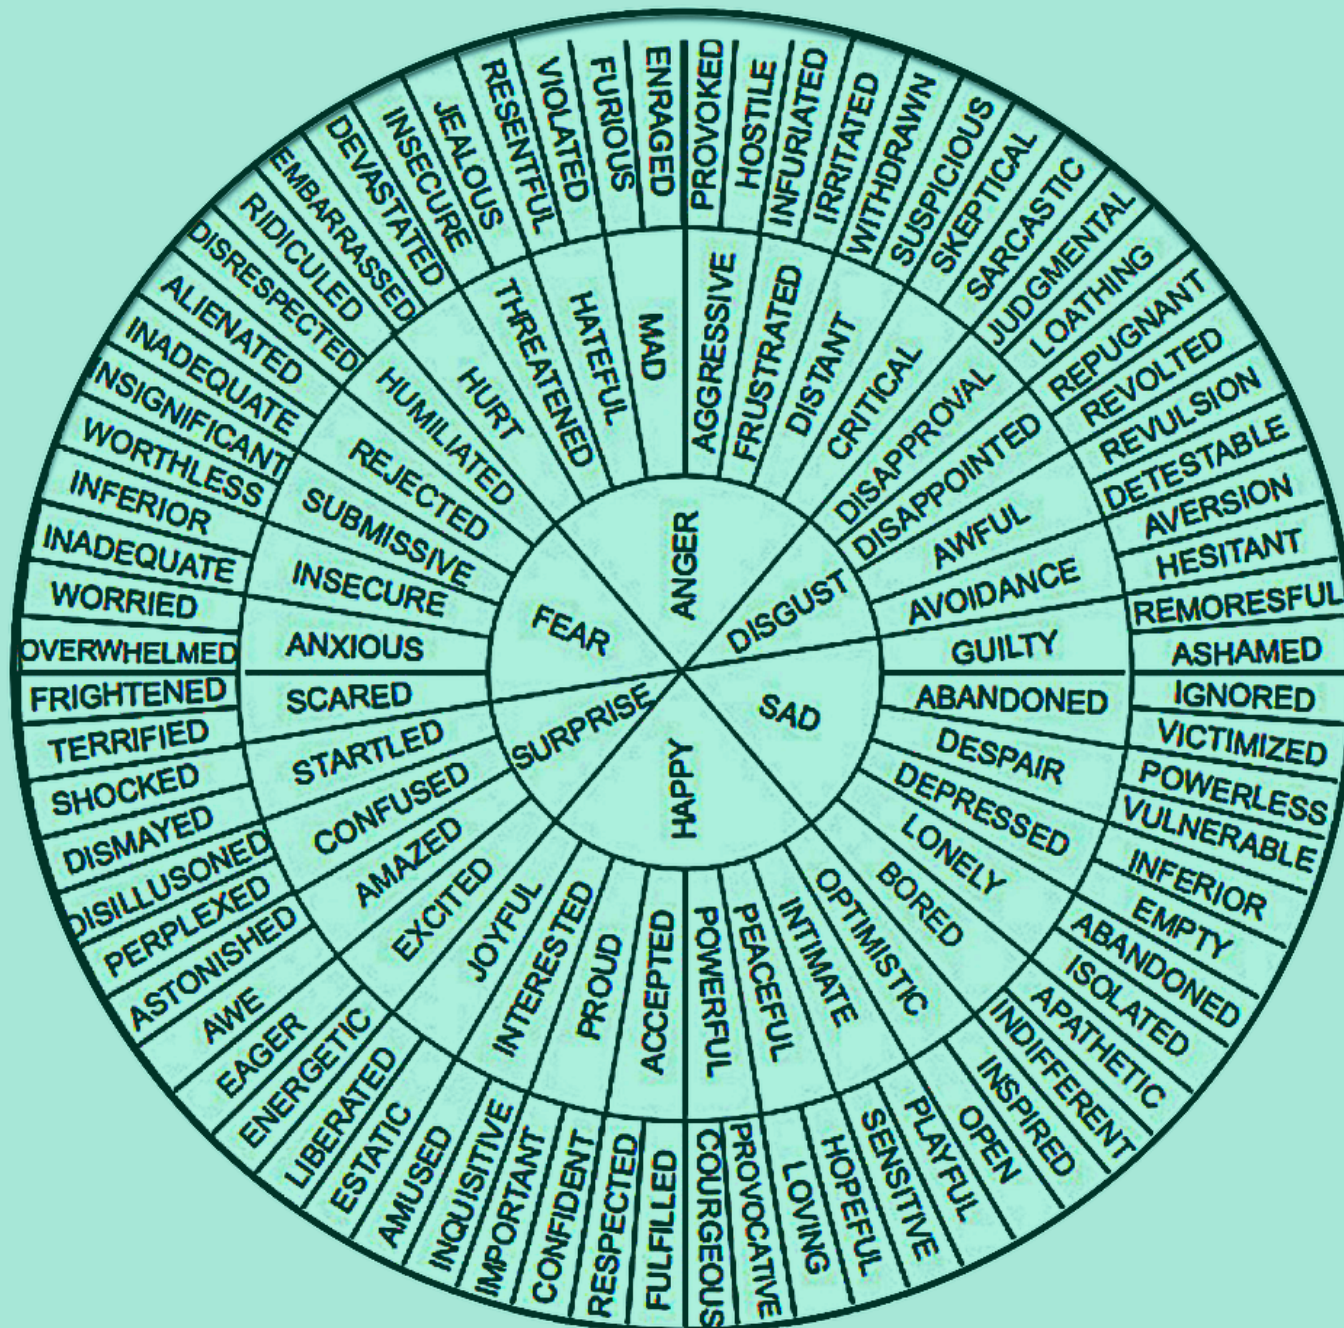 ANGER
DISGUST
SAD
HAPPY
SURPRISE
FEAR
MAD
AGGRESSIVE
FRUSTRATED
DISTANT
CRITICAL
DISAPPROVAL
DISAPPOINTED
AWFUL
AVOIDANCE
GUILTY
ABANDONED
DESPAIR
DEPRESSED
LONELY
BORED
OPTIMISTIC
INTIMATE
PEACEFUL
POWERFUL
ACCEPTED
PROUD
INTERESTED
JOYFUL
EXCITED
AMAZED
CONFUSED
STARTLED
SCARED
ANXIOUS
INSECURE
SUBMISSIVE
REJECTED
HUMILIATED
HURT
THREATENED
HATEFUL
ENRAGED
PROVOKED
HOSTILE
INFURIATED
IRRITATED
WITHDRAWN
SUSPICIOUS
SKEPTICAL
SARCASTIC
JUDGMENTAL
LOATHING
REPUGNANT
REVOLTED
REVULSION
DETESTABLE
AVERSION
HESITANT
REMORESFUL
ASHAMED
IGNORED
VICTIMIZED
POWERLESS
VULNERABLE
INFERIOR
EMPTY
ABANDONED
ISOLATED
APATHETIC
INDIFFERENT
INSPIRED
OPEN
PLAYFUL
SENSITIVE
HOPEFUL
LOVING
PROVOCATIVE
COURGEOUS
FULFILLED
RESPECTED
CONFIDENT
IMPORTANT
INQUISITIVE
AMUSED
ESTATIC
LIBERATED
ENERGETIC
EAGER
AWE
ASTONISHED
PERPLEXED
DISILLUSONED
DISMAYED
SHOCKED
TERRIFIED
FRIGHTENED
OVERWHELMED
WORRIED
INADEQUATE
INFERIOR
WORTHLESS
NSIGNIFICANT
INADEQUATE
ALIENATED
DISRESPECTED
RIDICULED
EMBARRASSED
DEVASTATED
INSECURE
JEALOUS
RESENTFUL
VIOLATED
FURIOUS